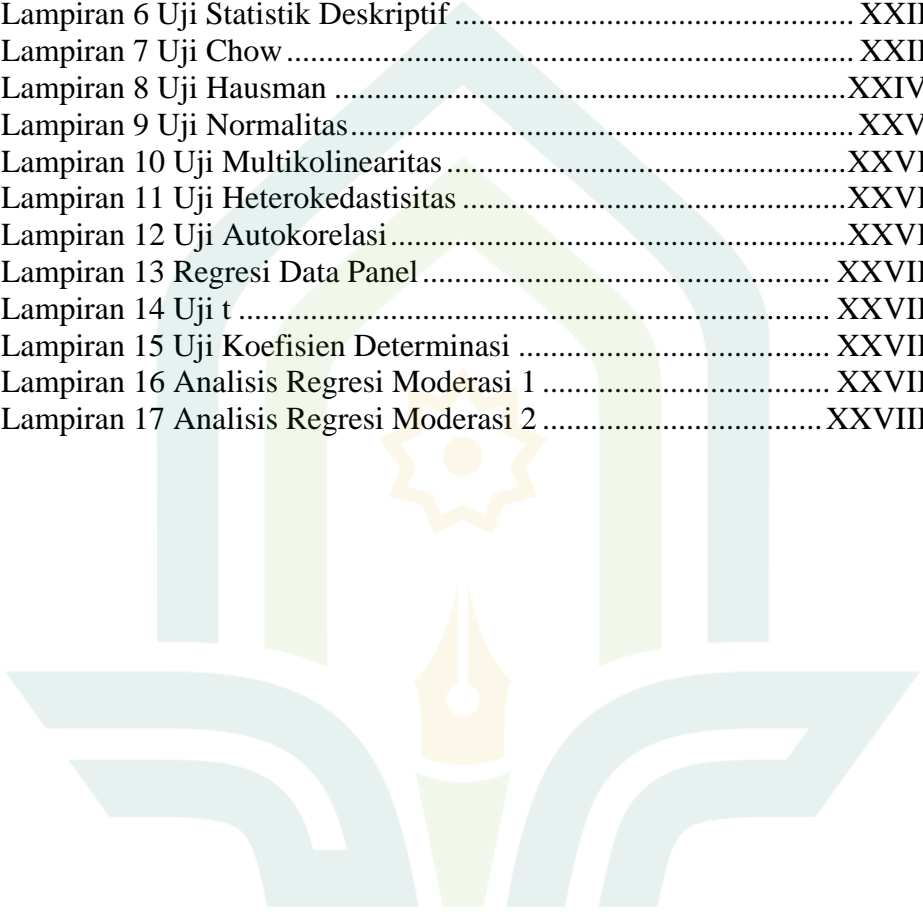 Lampiran 6 Uji Statistik Deskriptif .................................................. XXII
Lampiran 7 Uji Chow ....................................................................... XXII
Lampiran 8 Uji Hausman ................................................................XXIV
Lampiran 9 Uji Normalitas............................................................... XXV
Lampiran 10 Uji Multikolinearitas ...................................................XXVI
Lampiran 11 Uji Heterokedastisitas ................................................XXVI
Lampiran 12 Uji Autokorelasi.........................................................XXVI
Lampiran 13 Regresi Data Panel................................................... XXVII
Lampiran 14 Uji t .......................................................................... XXVII
Lampiran 15 Uji Koefisien Determinasi ....................................... XXVII
Lampiran 16 Analisis Regresi Moderasi 1 .................................... XXVII
Lampiran 17 Analisis Regresi Moderasi 2 ...................................XXVIII